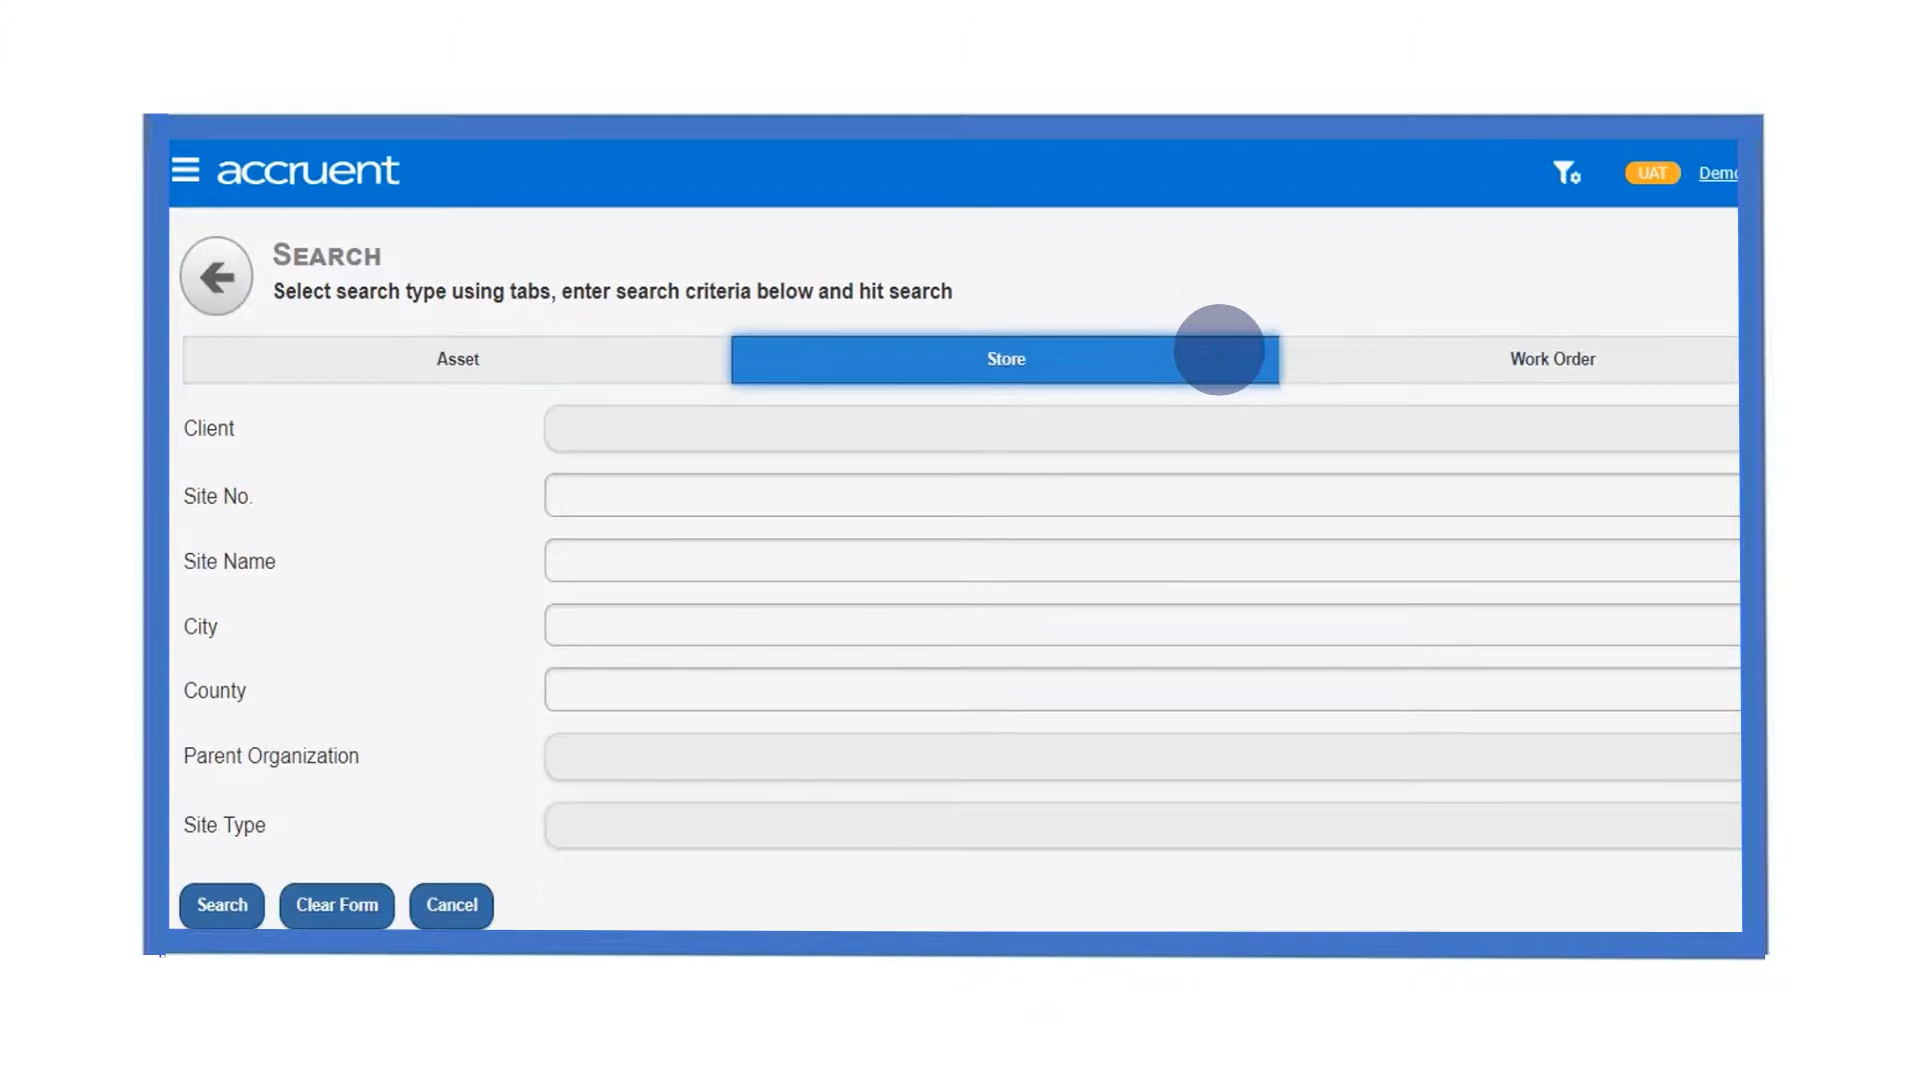 accruent
UAT
Demo
SEARCH
Select search type using tabs, enter search criteria below and hit search
Asset
Store
Work Order
Client
Site No.
Site Name
City
County
Parent Organization
Site Type
Search
Clear Form
Cancel